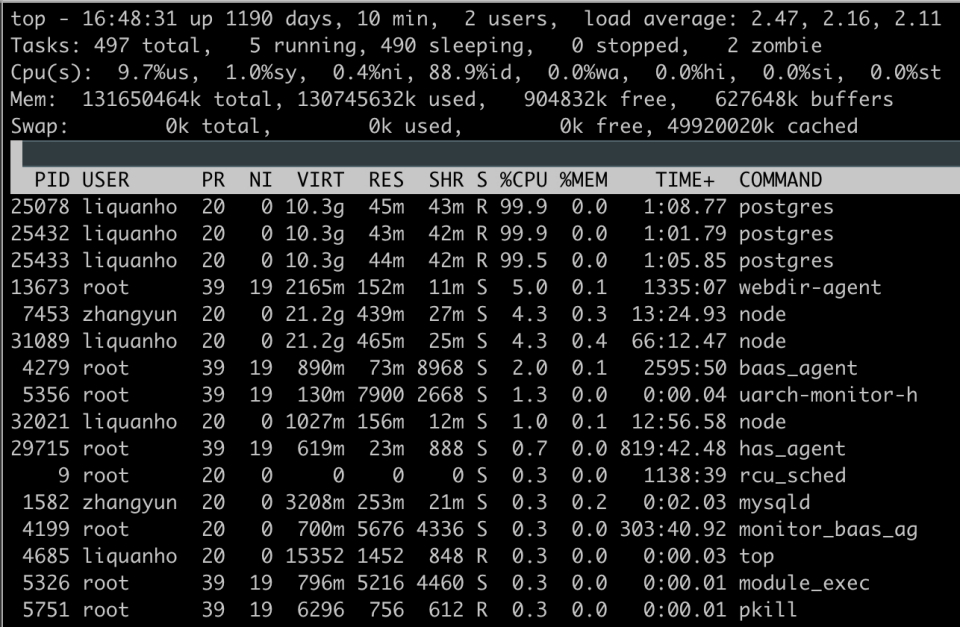 top - 16:48:31 up 1190 days, 10 min,  2 users,  load average: 2.47, 2.16, 2.11
Tasks: 497 total,   5 running, 490 sleeping,   0 stopped,   2 zombie
Cpu(s):  9.7%us,  1.0%sy,  0.4%ni, 88.9%id,  0.0%wa,  0.0%hi,  0.0%si,  0.0%st
Mem:  131650464k total, 130745632k used,   904832k free,   627648k buffers
Swap:        0k total,        0k used,        0k free, 49920020k cached
  PID USER      PR  NI  VIRT  RES  SHR S %CPU %MEM    TIME+  COMMAND
25078 liquanho  20   0 10.3g  45m  43m R 99.9  0.0   1:08.77 postgres
25432 liquanho  20   0 10.3g  43m  42m R 99.9  0.0   1:01.79 postgres
25433 liquanho  20   0 10.3g  44m  42m R 99.5  0.0   1:05.85 postgres
13673 root      39  19 2165m 152m  11m S  5.0  0.1   1335:07 webdir-agent
 7453 zhangyun  20   0 21.2g 439m  27m S  4.3  0.3  13:24.93 node
31089 liquanho  20   0 21.2g 465m  25m S  4.3  0.4  66:12.47 node
 4279 root      39  19  890m  73m 8968 S  2.0  0.1   2595:50 baas_agent
 5356 root      39  19  130m 7900 2668 S  1.3  0.0   0:00.04 uarch-monitor-h
32021 liquanho  20   0 1027m 156m  12m S  1.0  0.1  12:56.58 node
29715 root      39  19  619m  23m  888 S  0.7  0.0 819:42.48 has_agent
    9 root      20   0     0    0    0 S  0.3  0.0   1138:39 rcu_sched
 1582 zhangyun  20   0 3208m 253m  21m S  0.3  0.2   0:02.03 mysqld
 4199 root      20   0  700m 5676 4336 S  0.3  0.0 303:40.92 monitor_baas_ag
 4685 liquanho  20   0 15352 1452  848 R  0.3  0.0   0:00.03 top
 5326 root      39  19  796m 5216 4460 S  0.3  0.0   0:00.01 module_exec
 5751 root      39  19  6296  756  612 R  0.3  0.0   0:00.01 pkill